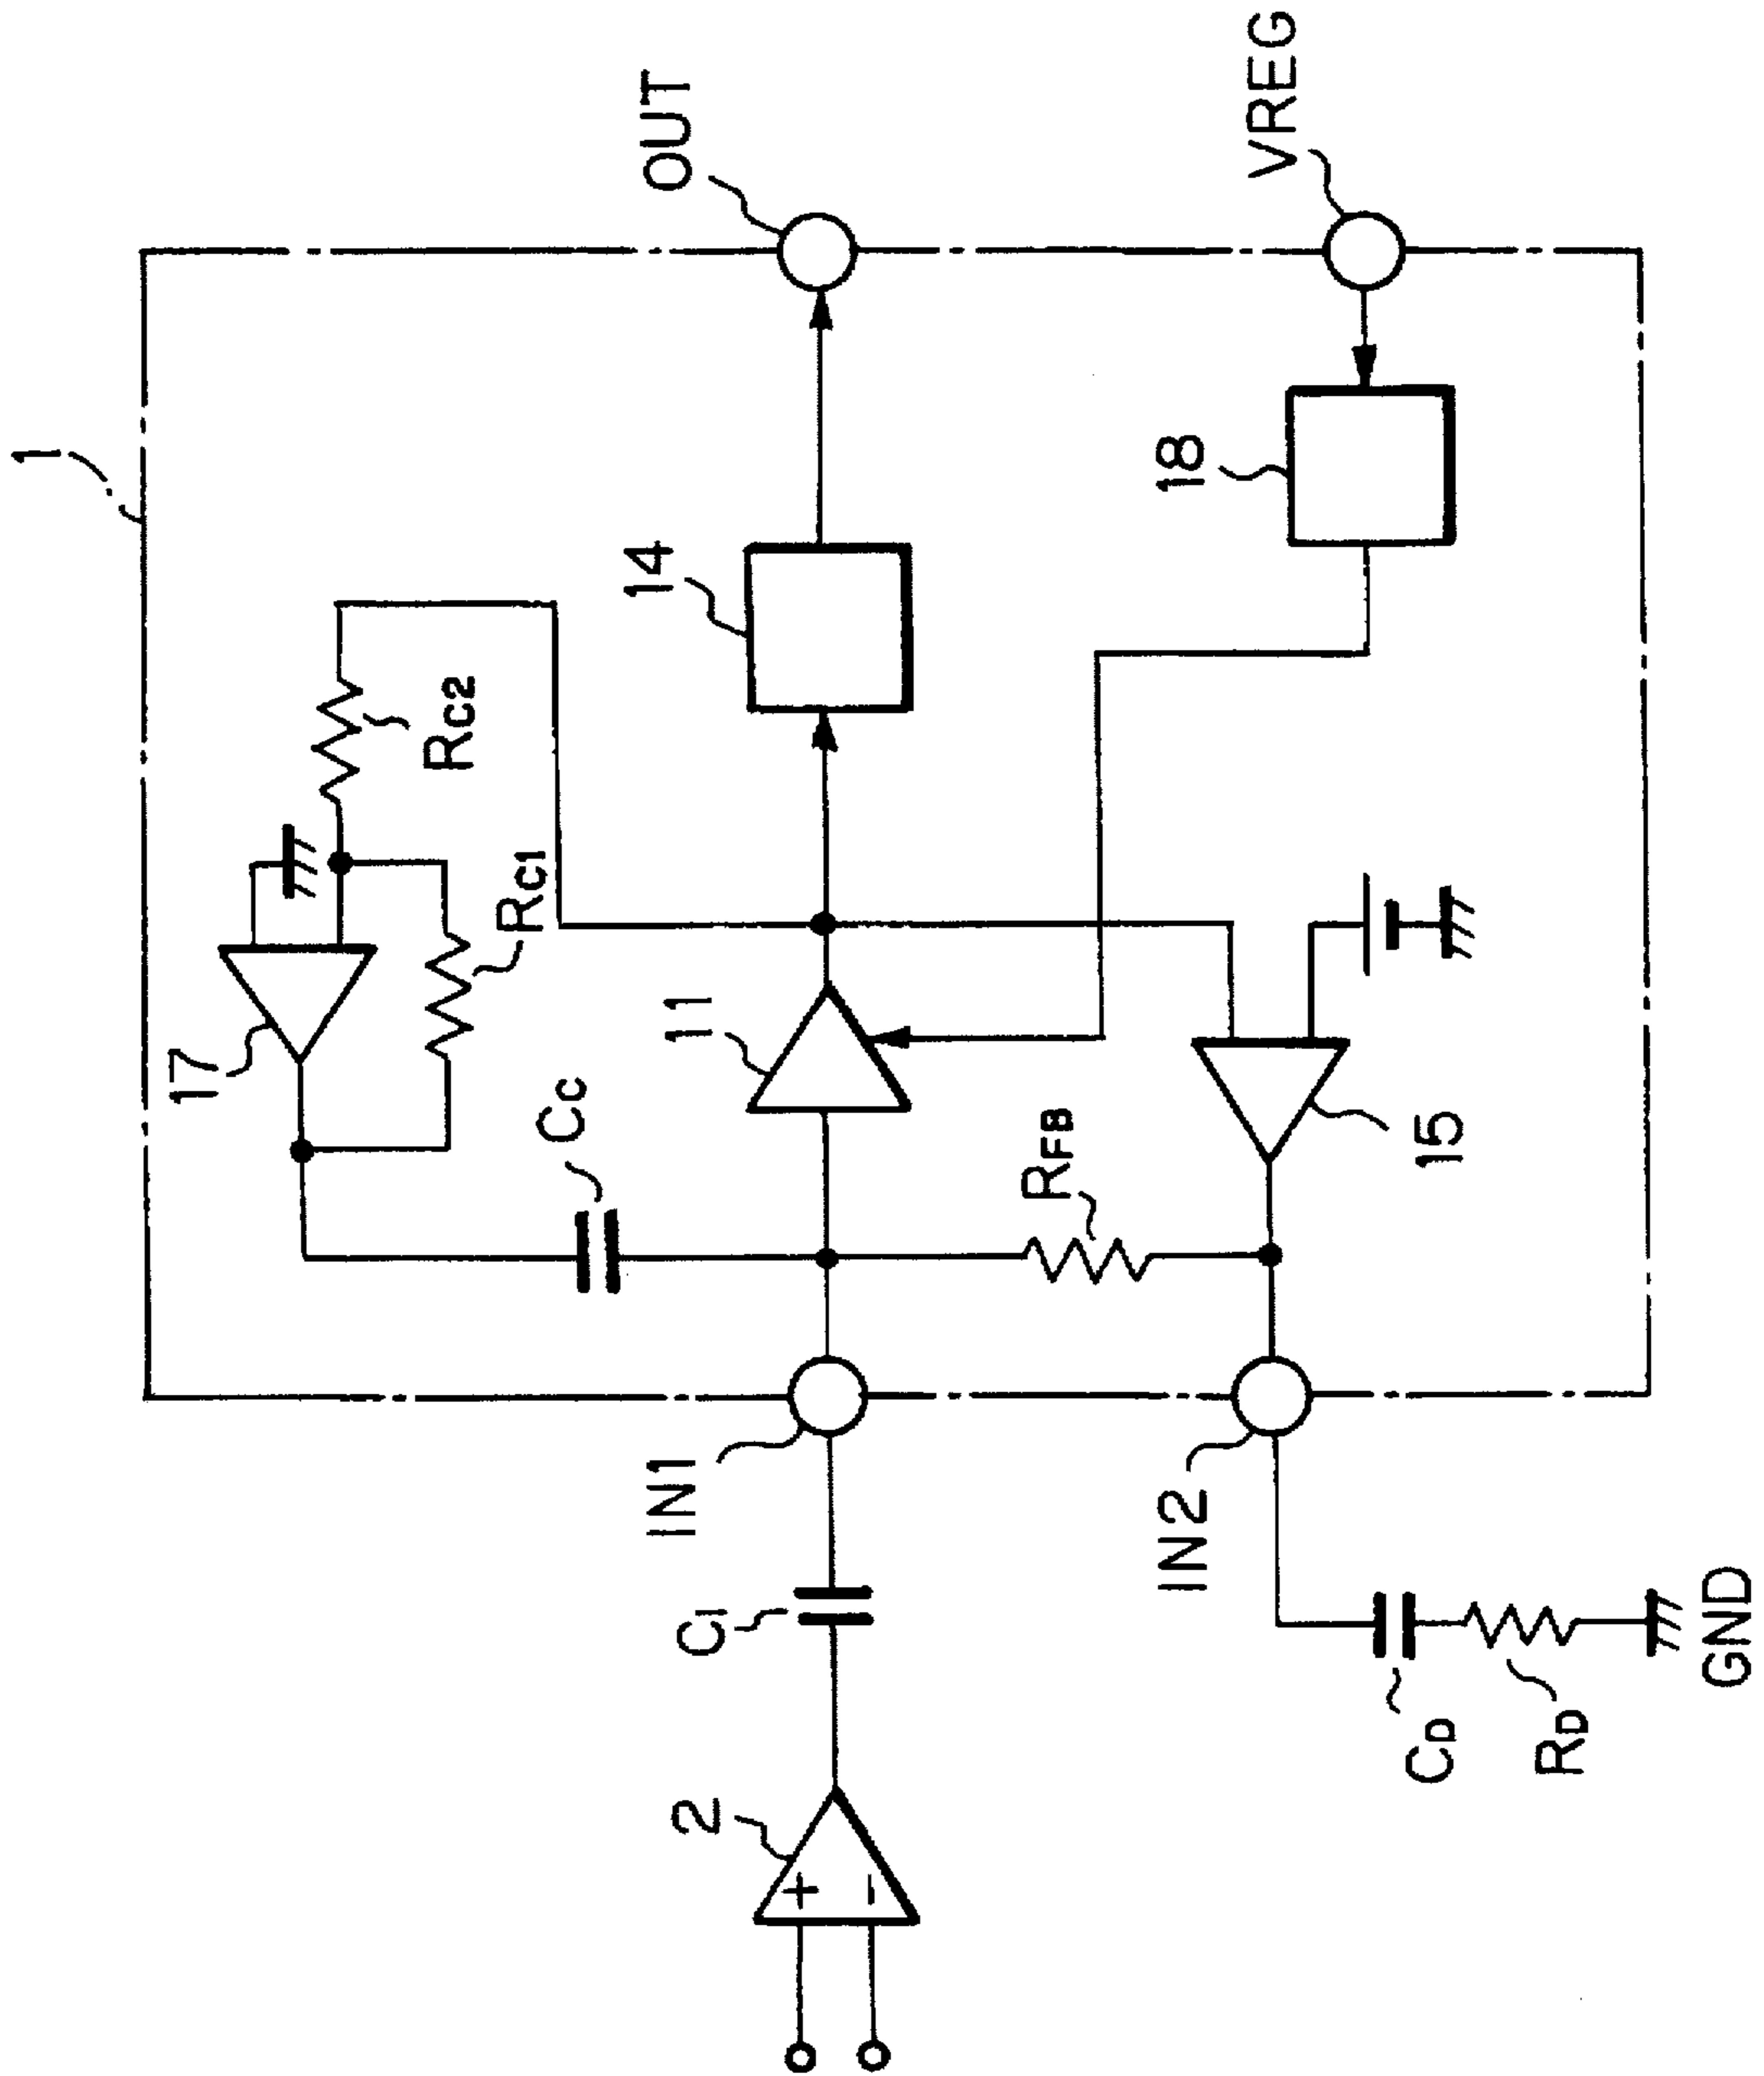 1
17
RC2
RC1
CC
11
14
OUT
2
CI
IN1
RFB
18
VREG
15
IN2
CD
RD
GND
+
−